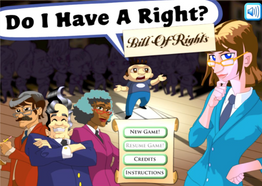 Do I Have A Right?
Bill Of Rights
New Game!
Resume Game!
Credits
Instructions